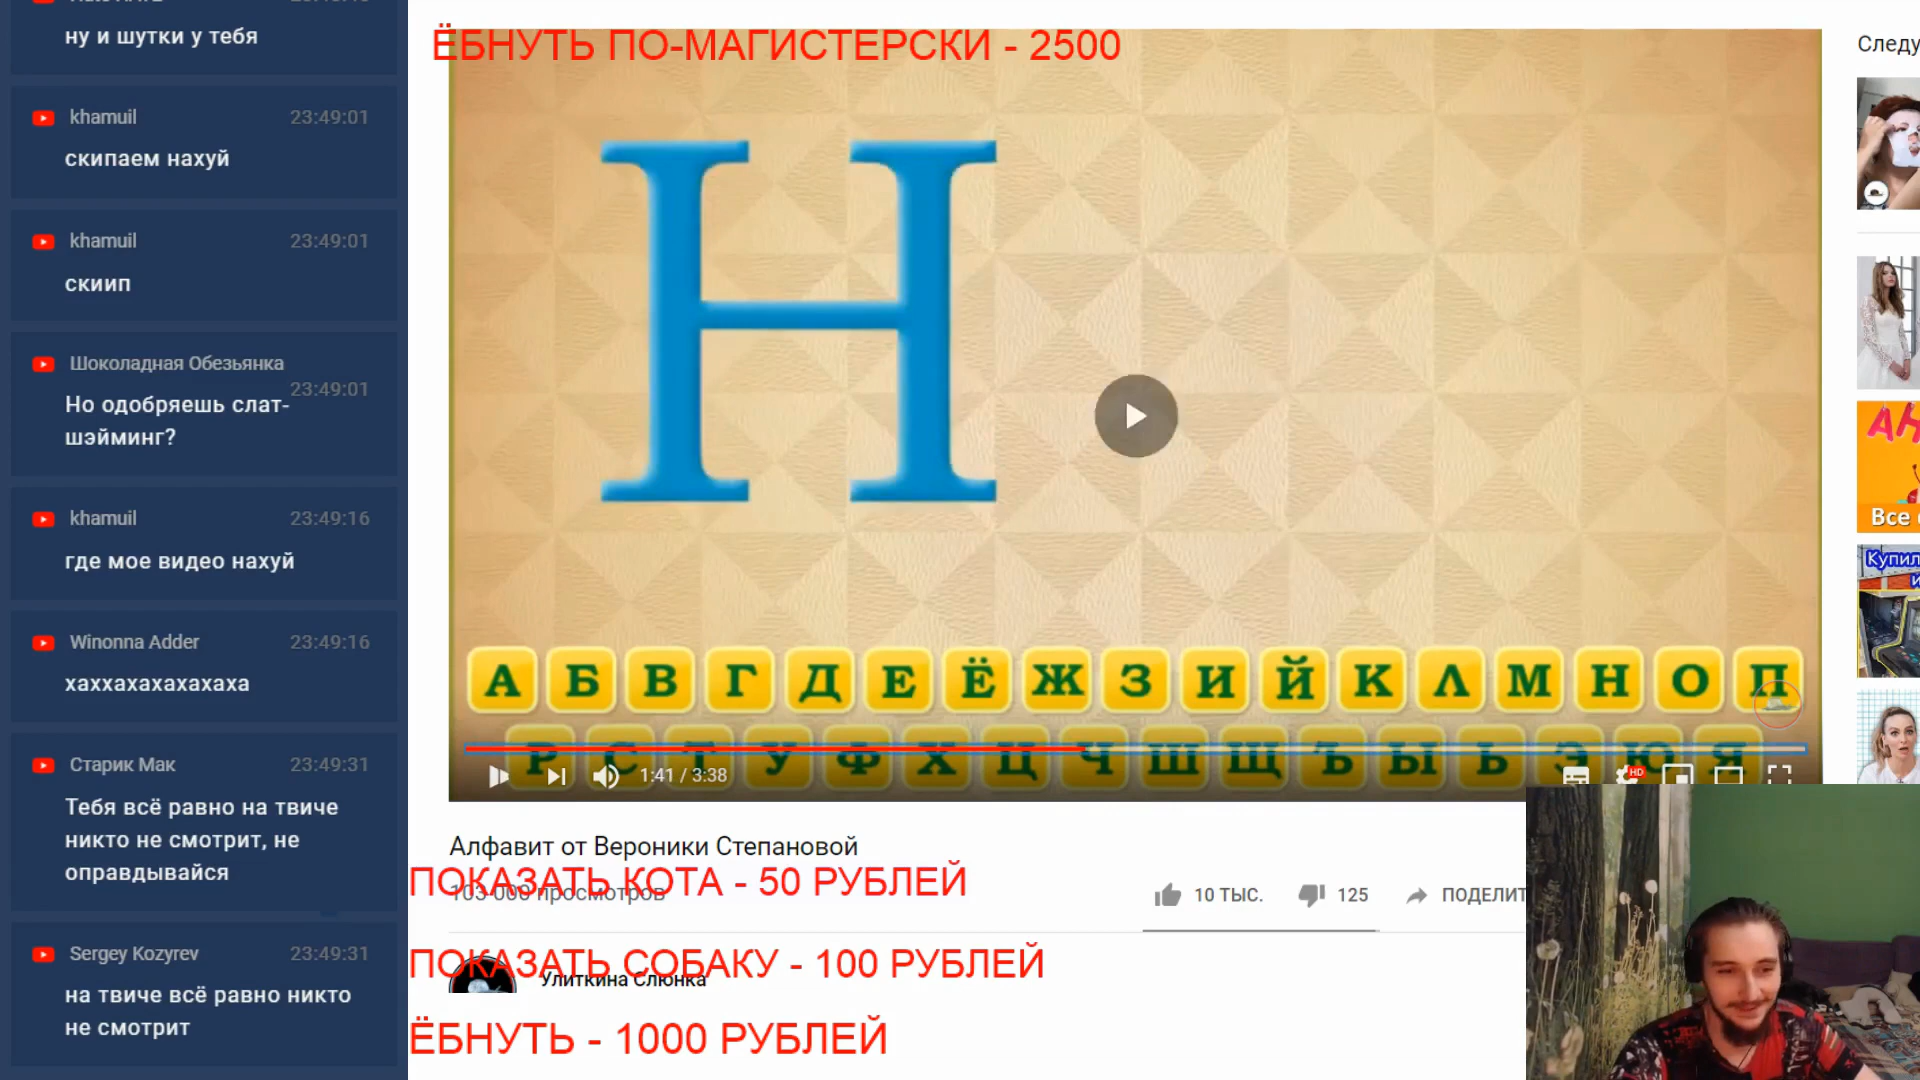 ну и шутки у тебя
khamuil 23:49:01
скипаем нахуй
khamuil 23:49:01
скиип
Шоколадная Обезьянка
23:49:01
Но одобряешь слат-
шэйминг?
khamuil 23:49:16
где мое видео нахуй
Winonna Adder 23:49:16
хаххахахахахаха
Старик Мак 23:49:31
Тебя всё равно на твиче
никто не смотрит, не
оправдывайся
Sergey Kozyrev 23:49:31
на твиче всё равно никто
не смотрит
ЁБНУТЬ ПО-МАГИСТЕРСКИ - 2500
Н
А Б В Г Д Е Ё Ж З И Й К Л М Н О П
Р С Т У Ф Х Ц Ч Ш Щ Ъ Ы Ь Э Ю Я
1:41 / 3:38
HD
Алфавит от Вероники Степановой
ПОКАЗАТЬ КОТА - 50 РУБЛЕЙ
103 000 просмотров
10 ТЫС. 125 ПОДЕЛИТ
ПОКАЗАТЬ СОБАКУ - 100 РУБЛЕЙ
Улиткина Слюнка
ЁБНУТЬ - 1000 РУБЛЕЙ
Следу
АН
Все
Купил
и